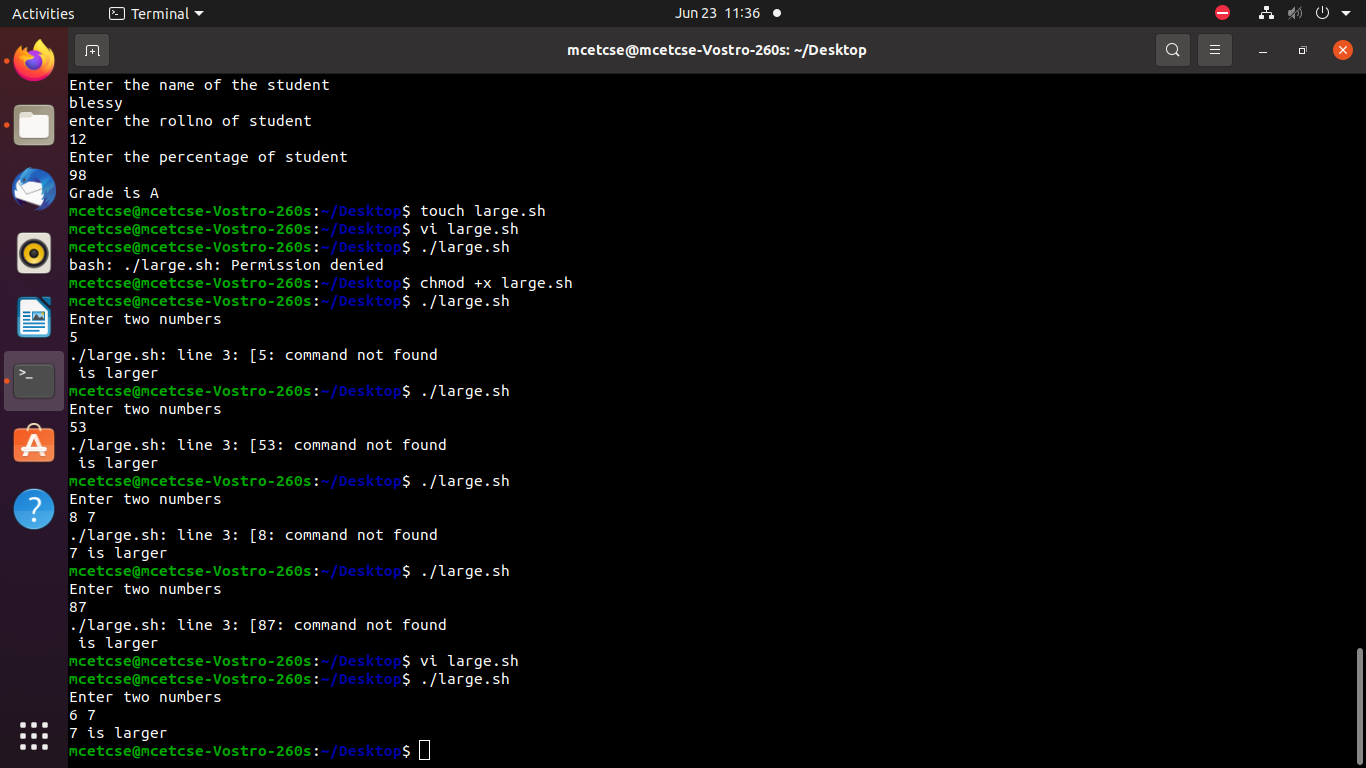 Activities
Terminal
Jun 23 11:36
mcetcse@mcetcse-Vostro-260s: ~/Desktop
Enter the name of the student
blessy
enter the rollno of student
12
Enter the percentage of student
98
Grade is A
mcetcse@mcetcse-Vostro-260s:~/Desktop$ touch large.sh
mcetcse@mcetcse-Vostro-260s:~/Desktop$ vi large.sh
mcetcse@mcetcse-Vostro-260s:~/Desktop$ ./large.sh
bash: ./large.sh: Permission denied
mcetcse@mcetcse-Vostro-260s:~/Desktop$ chmod +x large.sh
mcetcse@mcetcse-Vostro-260s:~/Desktop$ ./large.sh
Enter two numbers
5
./large.sh: line 3: [5: command not found
 is larger
mcetcse@mcetcse-Vostro-260s:~/Desktop$ ./large.sh
Enter two numbers
53
./large.sh: line 3: [53: command not found
 is larger
mcetcse@mcetcse-Vostro-260s:~/Desktop$ ./large.sh
Enter two numbers
8 7
./large.sh: line 3: [8: command not found
7 is larger
mcetcse@mcetcse-Vostro-260s:~/Desktop$ ./large.sh
Enter two numbers
87
./large.sh: line 3: [87: command not found
 is larger
mcetcse@mcetcse-Vostro-260s:~/Desktop$ vi large.sh
mcetcse@mcetcse-Vostro-260s:~/Desktop$ ./large.sh
Enter two numbers
6 7
7 is larger
mcetcse@mcetcse-Vostro-260s:~/Desktop$